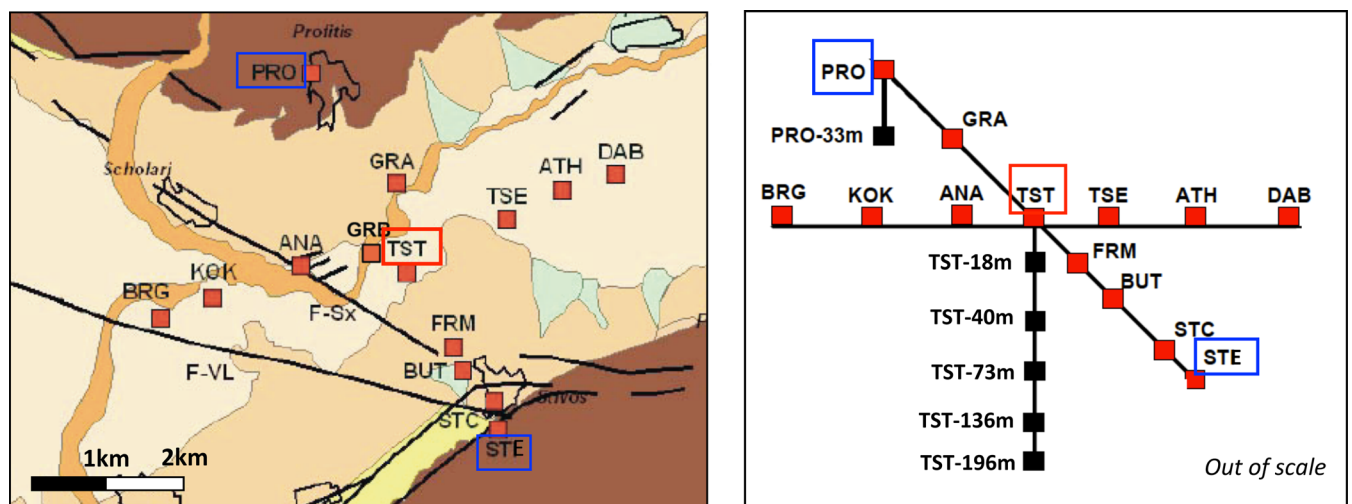 Profitis
PRO
Scholari
GRA
ATH
DAB
TSE
GRB
TST
ANA
KOK
BRG
F-Sx
FRM
F-VL
BUT
Stivos
STC
STE
1km 2km
PRO
GRA
PRO-33m
BRG KOK ANA TST TSE ATH DAB
TST-18m
FRM
BUT
TST-40m
STC
STE
TST-73m
TST-136m
TST-196m
Out of scale